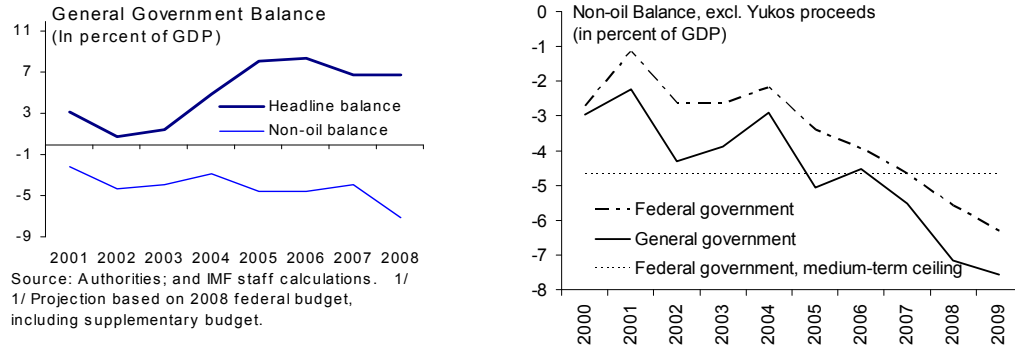 General Government Balance
(In percent of GDP)
11
7
3
-1
-5
-9
Headline balance
Non-oil balance
2001 2002 2003 2004 2005 2006 2007 2008
Source: Authorities; and IMF staff calculations. 1/
1/ Projection based on 2008 federal budget,
including supplementary budget.
Non-oil Balance, excl. Yukos proceeds
(in percent of GDP)
0
-1
-2
-3
-4
-5
-6
-7
-8
Federal government
General government
Federal government, medium-term ceiling
2000
2001
2002
2003
2004
2005
2006
2007
2008
2009